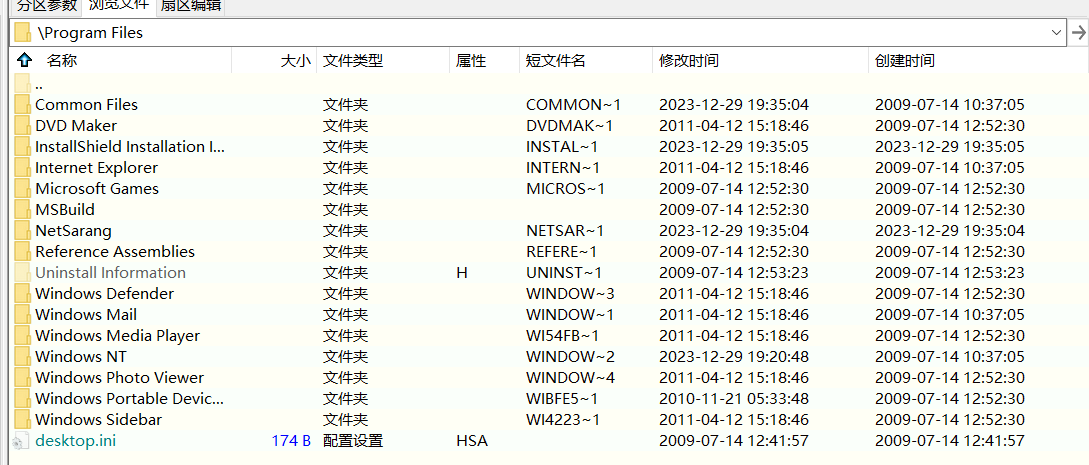 分区参数 浏览文件 扇区编辑
\Program Files
名称 大小 文件类型 属性 短文件名 修改时间 创建时间
..
Common Files 文件夹 COMMON~1 2023-12-29 19:35:04 2009-07-14 10:37:05
DVD Maker 文件夹 DVDMAK~1 2011-04-12 15:18:46 2009-07-14 12:52:30
InstallShield Installation I... 文件夹 INSTAL~1 2023-12-29 19:35:05 2023-12-29 19:35:05
Internet Explorer 文件夹 INTERN~1 2011-04-12 15:18:46 2009-07-14 10:37:05
Microsoft Games 文件夹 MICROS~1 2009-07-14 12:52:30 2009-07-14 12:52:30
MSBuild 文件夹 2009-07-14 12:52:30 2009-07-14 12:52:30
NetSarang 文件夹 NETSAR~1 2023-12-29 19:35:04 2023-12-29 19:35:04
Reference Assemblies 文件夹 REFERE~1 2009-07-14 12:52:30 2009-07-14 12:52:30
Uninstall Information 文件夹 H UNINST~1 2009-07-14 12:53:23 2009-07-14 12:53:23
Windows Defender 文件夹 WINDOW~3 2011-04-12 15:18:46 2009-07-14 12:52:30
Windows Mail 文件夹 WINDOW~1 2011-04-12 15:18:46 2009-07-14 10:37:05
Windows Media Player 文件夹 WI54FB~1 2011-04-12 15:18:46 2009-07-14 12:52:30
Windows NT 文件夹 WINDOW~2 2023-12-29 19:20:48 2009-07-14 10:37:05
Windows Photo Viewer 文件夹 WINDOW~4 2011-04-12 15:18:46 2009-07-14 12:52:30
Windows Portable Devic... 文件夹 WIBFE5~1 2010-11-21 05:33:48 2009-07-14 12:52:30
Windows Sidebar 文件夹 WI4223~1 2011-04-12 15:18:46 2009-07-14 12:52:30
desktop.ini 174 B 配置设置 HSA 2009-07-14 12:41:57 2009-07-14 12:41:57